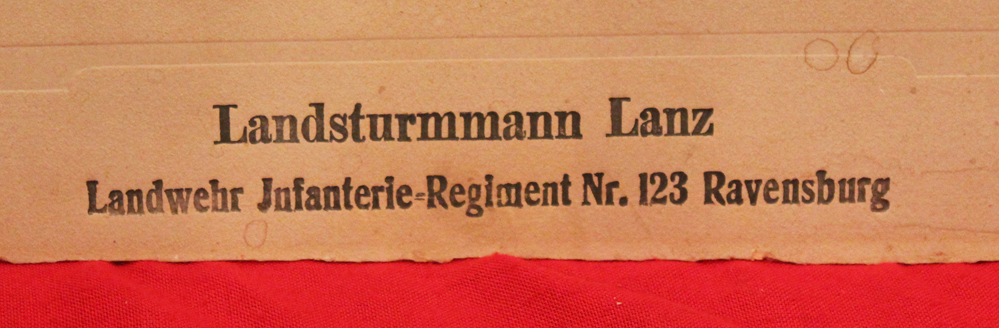 Landsturmmann Lanz
Landwehr Jnfanterie-Regiment Nr. 123 Ravensburg